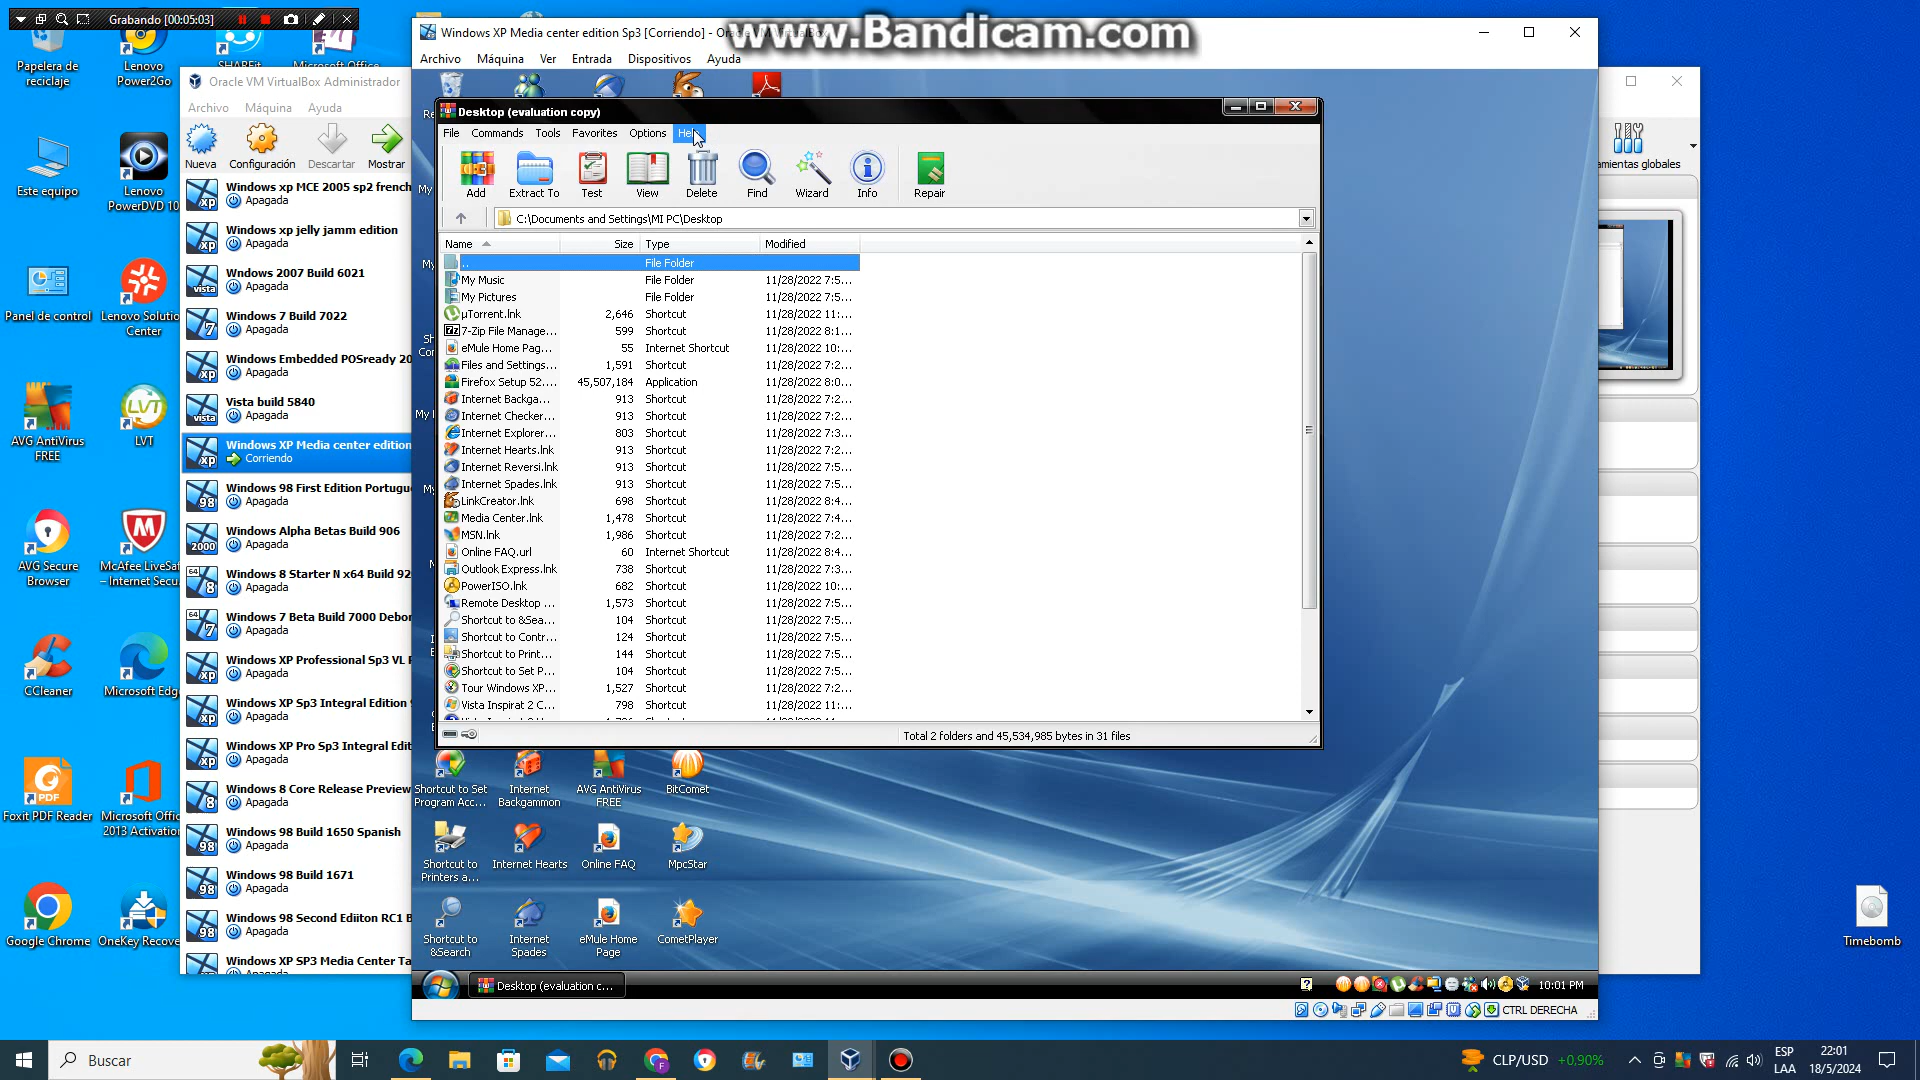 Grabando [00:05:03]
www.Bandicam.com
Papelera de
reciclaje
Lenovo
Power2Go
SHAREit
Microsoft Office
Este equipo
Lenovo
PowerDVD 10
Panel de control
Lenovo Solution
Center
AVG AntiVirus
FREE
LVT
AVG Secure
Browser
McAfee LiveSaf
– Internet Secu
CCleaner
Microsoft Edge
Foxit PDF Reader
Microsoft Offic
2013 Activation
Google Chrome
OneKey Recove
Oracle VM VirtualBox Administrador
Archivo Máquina Ayuda
Nueva Configuración Descartar Mostrar
Windows xp MCE 2005 sp2 french
Apagada
Windows xp jelly jamm edition
Apagada
Wndows 2007 Build 6021
Apagada
Windows 7 Build 7022
Apagada
Windows Embedded POSready 20
Apagada
Vista build 5840
Apagada
Windows XP Media center edition
Corriendo
Windows 98 First Edition Portugue
Apagada
Windows Alpha Betas Build 906
Apagada
Windows 8 Starter N x64 Build 92
Apagada
Windows 7 Beta Build 7000 Debor
Apagada
Windows XP Professional Sp3 VL F
Apagada
Windows XP Sp3 Integral Edition
Apagada
Windows XP Pro Sp3 Integral Edit
Apagada
Windows 8 Core Release Preview
Apagada
Windows 98 Build 1650 Spanish
Apagada
Windows 98 Build 1671
Apagada
Windows 98 Second Ediiton RC1 B
Apagada
Windows XP SP3 Media Center Ta
Windows XP Media center edition Sp3 [Corriendo] - Oracle VM VirtualBox
Archivo Máquina Ver Entrada Dispositivos Ayuda
Desktop (evaluation copy)
File Commands Tools Favorites Options Help
Add Extract To Test View Delete Find Wizard Info Repair
C:\Documents and Settings\MI PC\Desktop
Name Size Type Modified
.. File Folder
My Music File Folder 11/28/2022 7:5...
My Pictures File Folder 11/28/2022 7:5...
µTorrent.lnk 2,646 Shortcut 11/28/2022 11:...
7-Zip File Manage... 599 Shortcut 11/28/2022 8:1...
eMule Home Pag... 55 Internet Shortcut 11/28/2022 10:...
Files and Settings... 1,591 Shortcut 11/28/2022 7:2...
Firefox Setup 52.... 45,507,184 Application 11/28/2022 8:0...
Internet Backga... 913 Shortcut 11/28/2022 7:2...
Internet Checker... 913 Shortcut 11/28/2022 7:2...
Internet Explorer... 803 Shortcut 11/28/2022 7:3...
Internet Hearts.lnk 913 Shortcut 11/28/2022 7:2...
Internet Reversi.lnk 913 Shortcut 11/28/2022 7:5...
Internet Spades.lnk 913 Shortcut 11/28/2022 7:5...
LinkCreator.lnk 698 Shortcut 11/28/2022 8:4...
Media Center.lnk 1,478 Shortcut 11/28/2022 7:4...
MSN.lnk 1,986 Shortcut 11/28/2022 7:2...
Online FAQ.url 60 Internet Shortcut 11/28/2022 8:4...
Outlook Express.lnk 738 Shortcut 11/28/2022 7:3...
PowerISO.lnk 682 Shortcut 11/28/2022 10:...
Remote Desktop ... 1,573 Shortcut 11/28/2022 7:5...
Shortcut to &Sea... 104 Shortcut 11/28/2022 7:5...
Shortcut to Contr... 124 Shortcut 11/28/2022 7:5...
Shortcut to Print... 144 Shortcut 11/28/2022 7:5...
Shortcut to Set P... 104 Shortcut 11/28/2022 7:5...
Tour Windows XP... 1,527 Shortcut 11/28/2022 7:2...
Vista Inspirat 2 C... 798 Shortcut 11/28/2022 11:...
Total 2 folders and 45,534,985 bytes in 31 files
Shortcut to Set
Program Acc...
Internet
Backgammon
AVG AntiVirus
FREE
BitComet
Shortcut to
Printers a...
Internet Hearts
Online FAQ
MpcStar
Shortcut to
&Search
Internet
Spades
eMule Home
Page
CometPlayer
Desktop (evaluation c...
10:01 PM
CTRL DERECHA
amientas globales
Timebomb
Buscar
CLP/USD +0,90%
ESP
LAA
22:01
18/5/2024